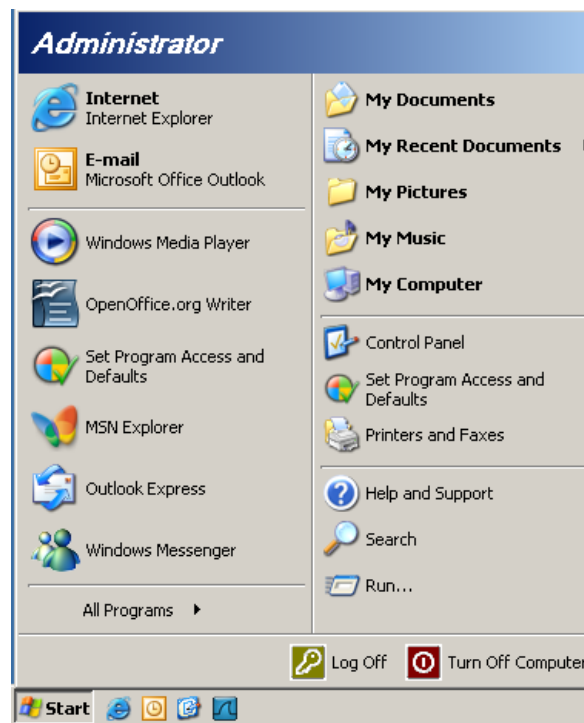 Administrator
Internet
Internet Explorer
E-mail
Microsoft Office Outlook
Windows Media Player
OpenOffice.org Writer
Set Program Access and
Defaults
MSN Explorer
Outlook Express
Windows Messenger
All Programs
My Documents
My Recent Documents
My Pictures
My Music
My Computer
Control Panel
Set Program Access and
Defaults
Printers and Faxes
Help and Support
Search
Run...
Log Off
Turn Off Computer
Start